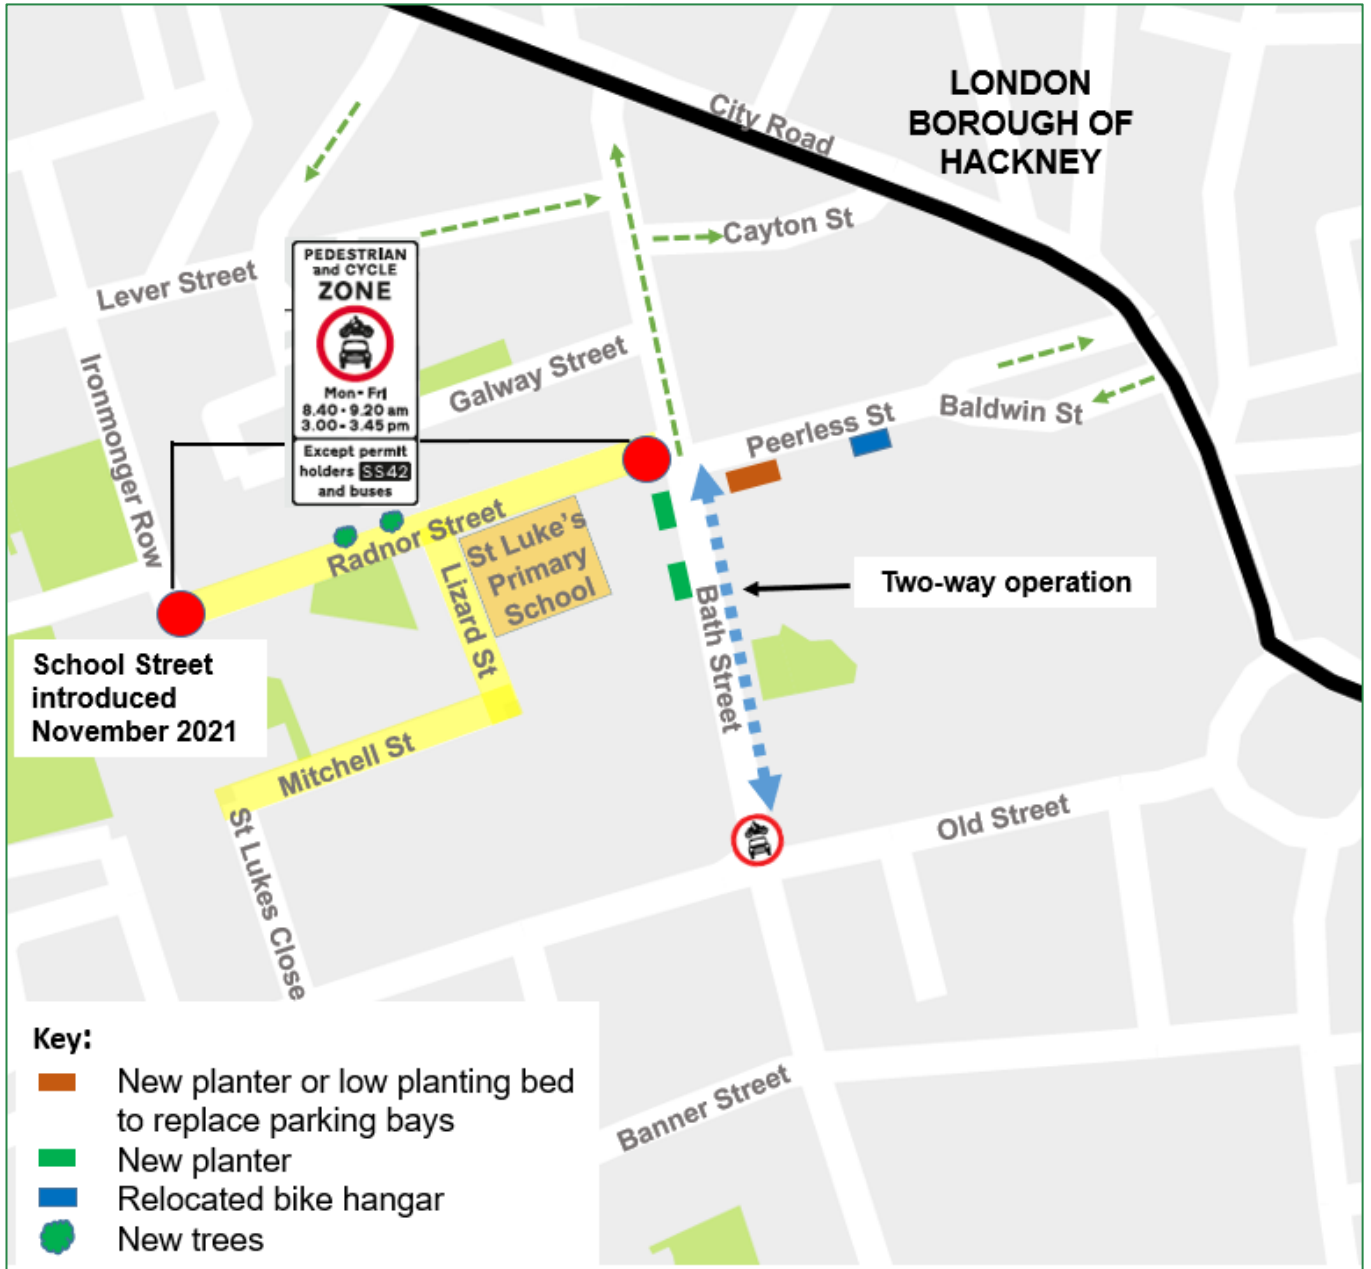 LONDON
BOROUGH OF
HACKNEY
City Road
Cayton St
Lever Street
PEDESTRIAN
and CYCLE
ZONE
Mon - Fri
8.40 - 9.20 am
3.00 - 3.45 pm
Except permit
holders SS42
and buses
Ironmonger Row
Galway Street
Peerless St
Baldwin St
Radnor Street
St Luke's
Primary
School
Lizard St
Bath Street
Two-way operation
School Street
introduced
November 2021
Mitchell St
St Lukes Close
Old Street
Banner Street
Key:
New planter or low planting bed
to replace parking bays
New planter
Relocated bike hangar
New trees